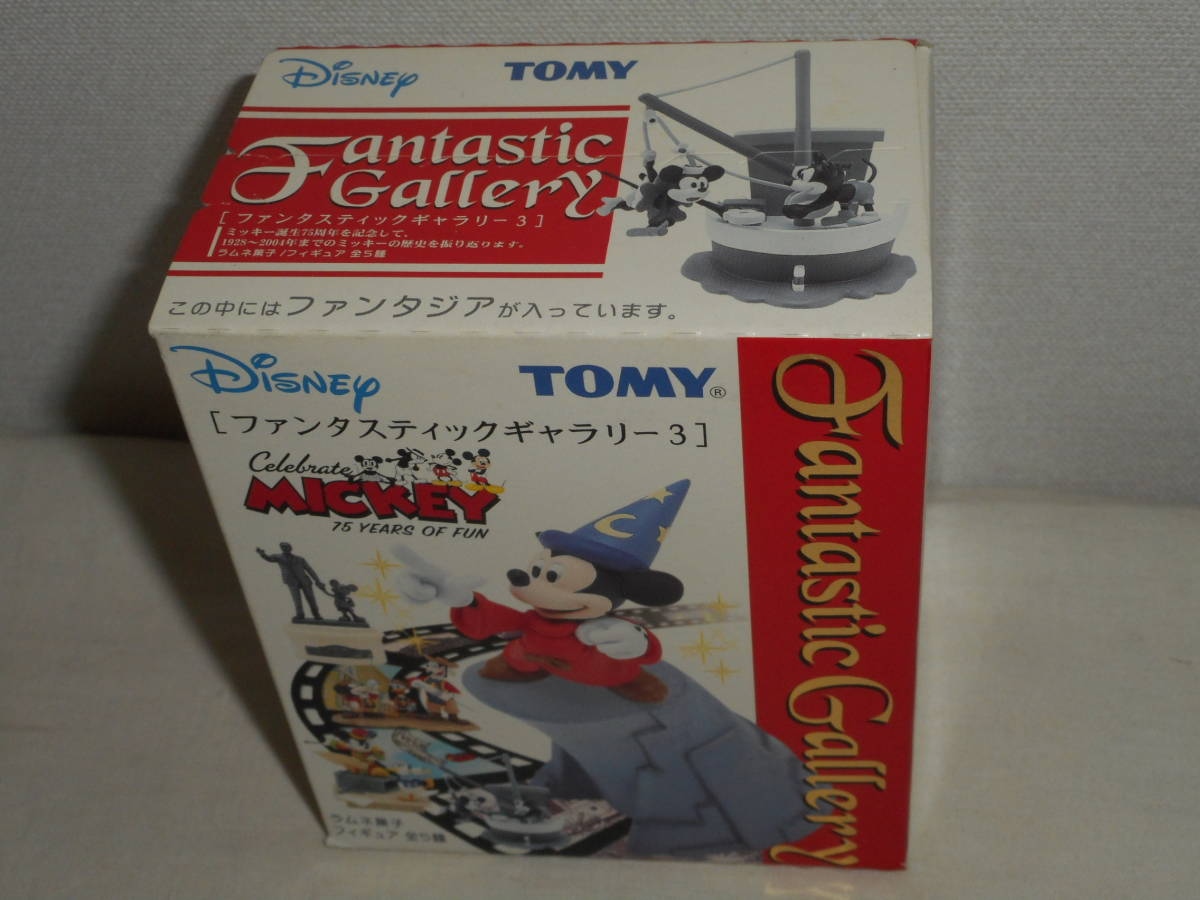 Disney TOMY
Fantastic
Gallery
[ファンタスティックギャラリー3]
ミッキー誕生75周年を記念して、
1928~2004年までのミッキーの歴史を振り返ります。
ラムネ菓子/フィギュア 全5種
この中にはファンタジアが入っています。
Disney TOMY®
[ファンタスティックギャラリー3]
Celebrate
MICKEY
75 YEARS OF FUN
ラムネ菓子
フィギュア 全5種
Fantastic Gallery